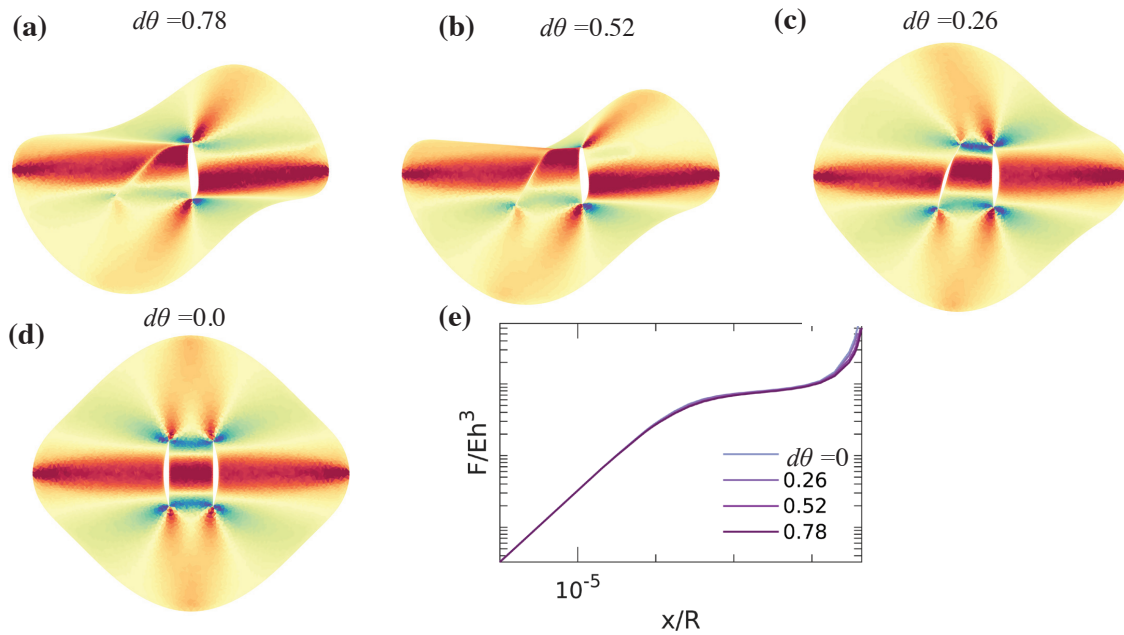 (a)
dθ =0.78
(b)
dθ =0.52
(c)
dθ =0.26
(d)
dθ =0.0
(e)
F/Eh³
dθ =0
0.26
0.52
0.78
10⁻⁵
x/R